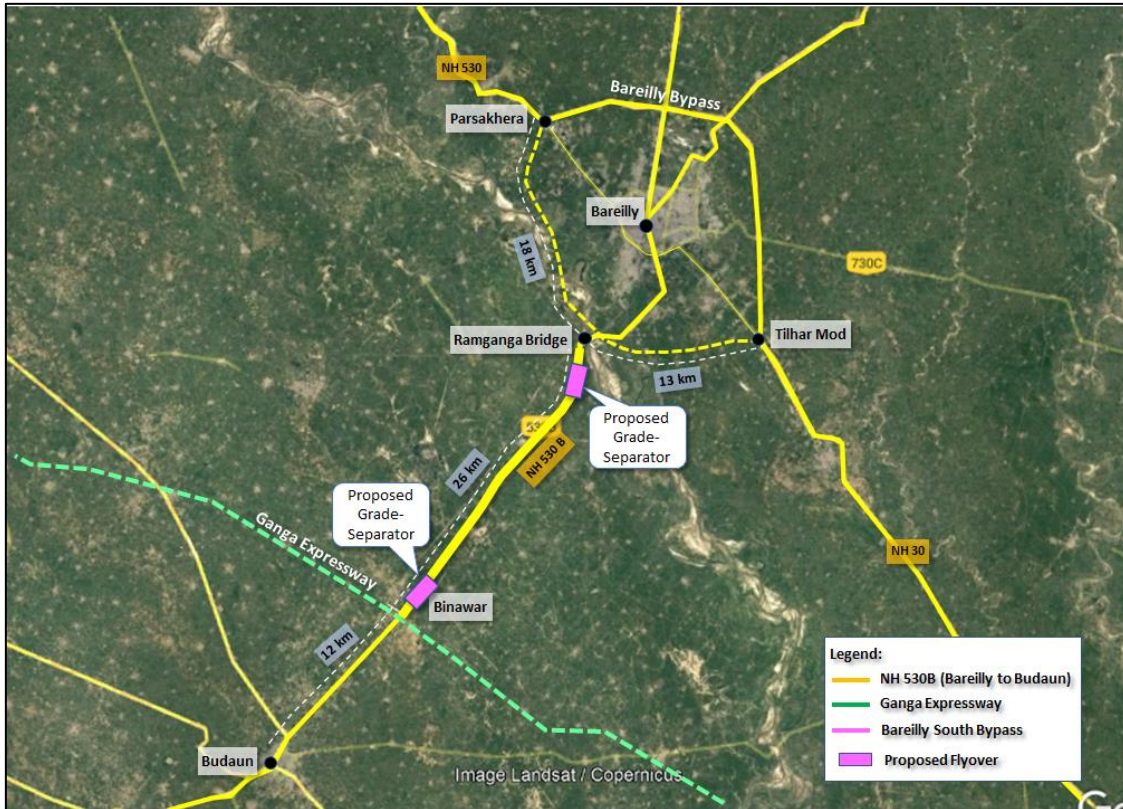 NH 530
Bareilly Bypass
Parsakhera
Bareilly
18 km
730C
Ramganga Bridge
Tilhar Mod
13 km
Proposed
Grade-
Separator
NH 530 B
26 km
Proposed
Grade-
Separator
Ganga Expressway
NH 30
Binawar
12 km
Legend:
NH 530B (Bareilly to Budaun)
Ganga Expressway
Bareilly South Bypass
Proposed Flyover
Budaun
Image Landsat / Copernicus